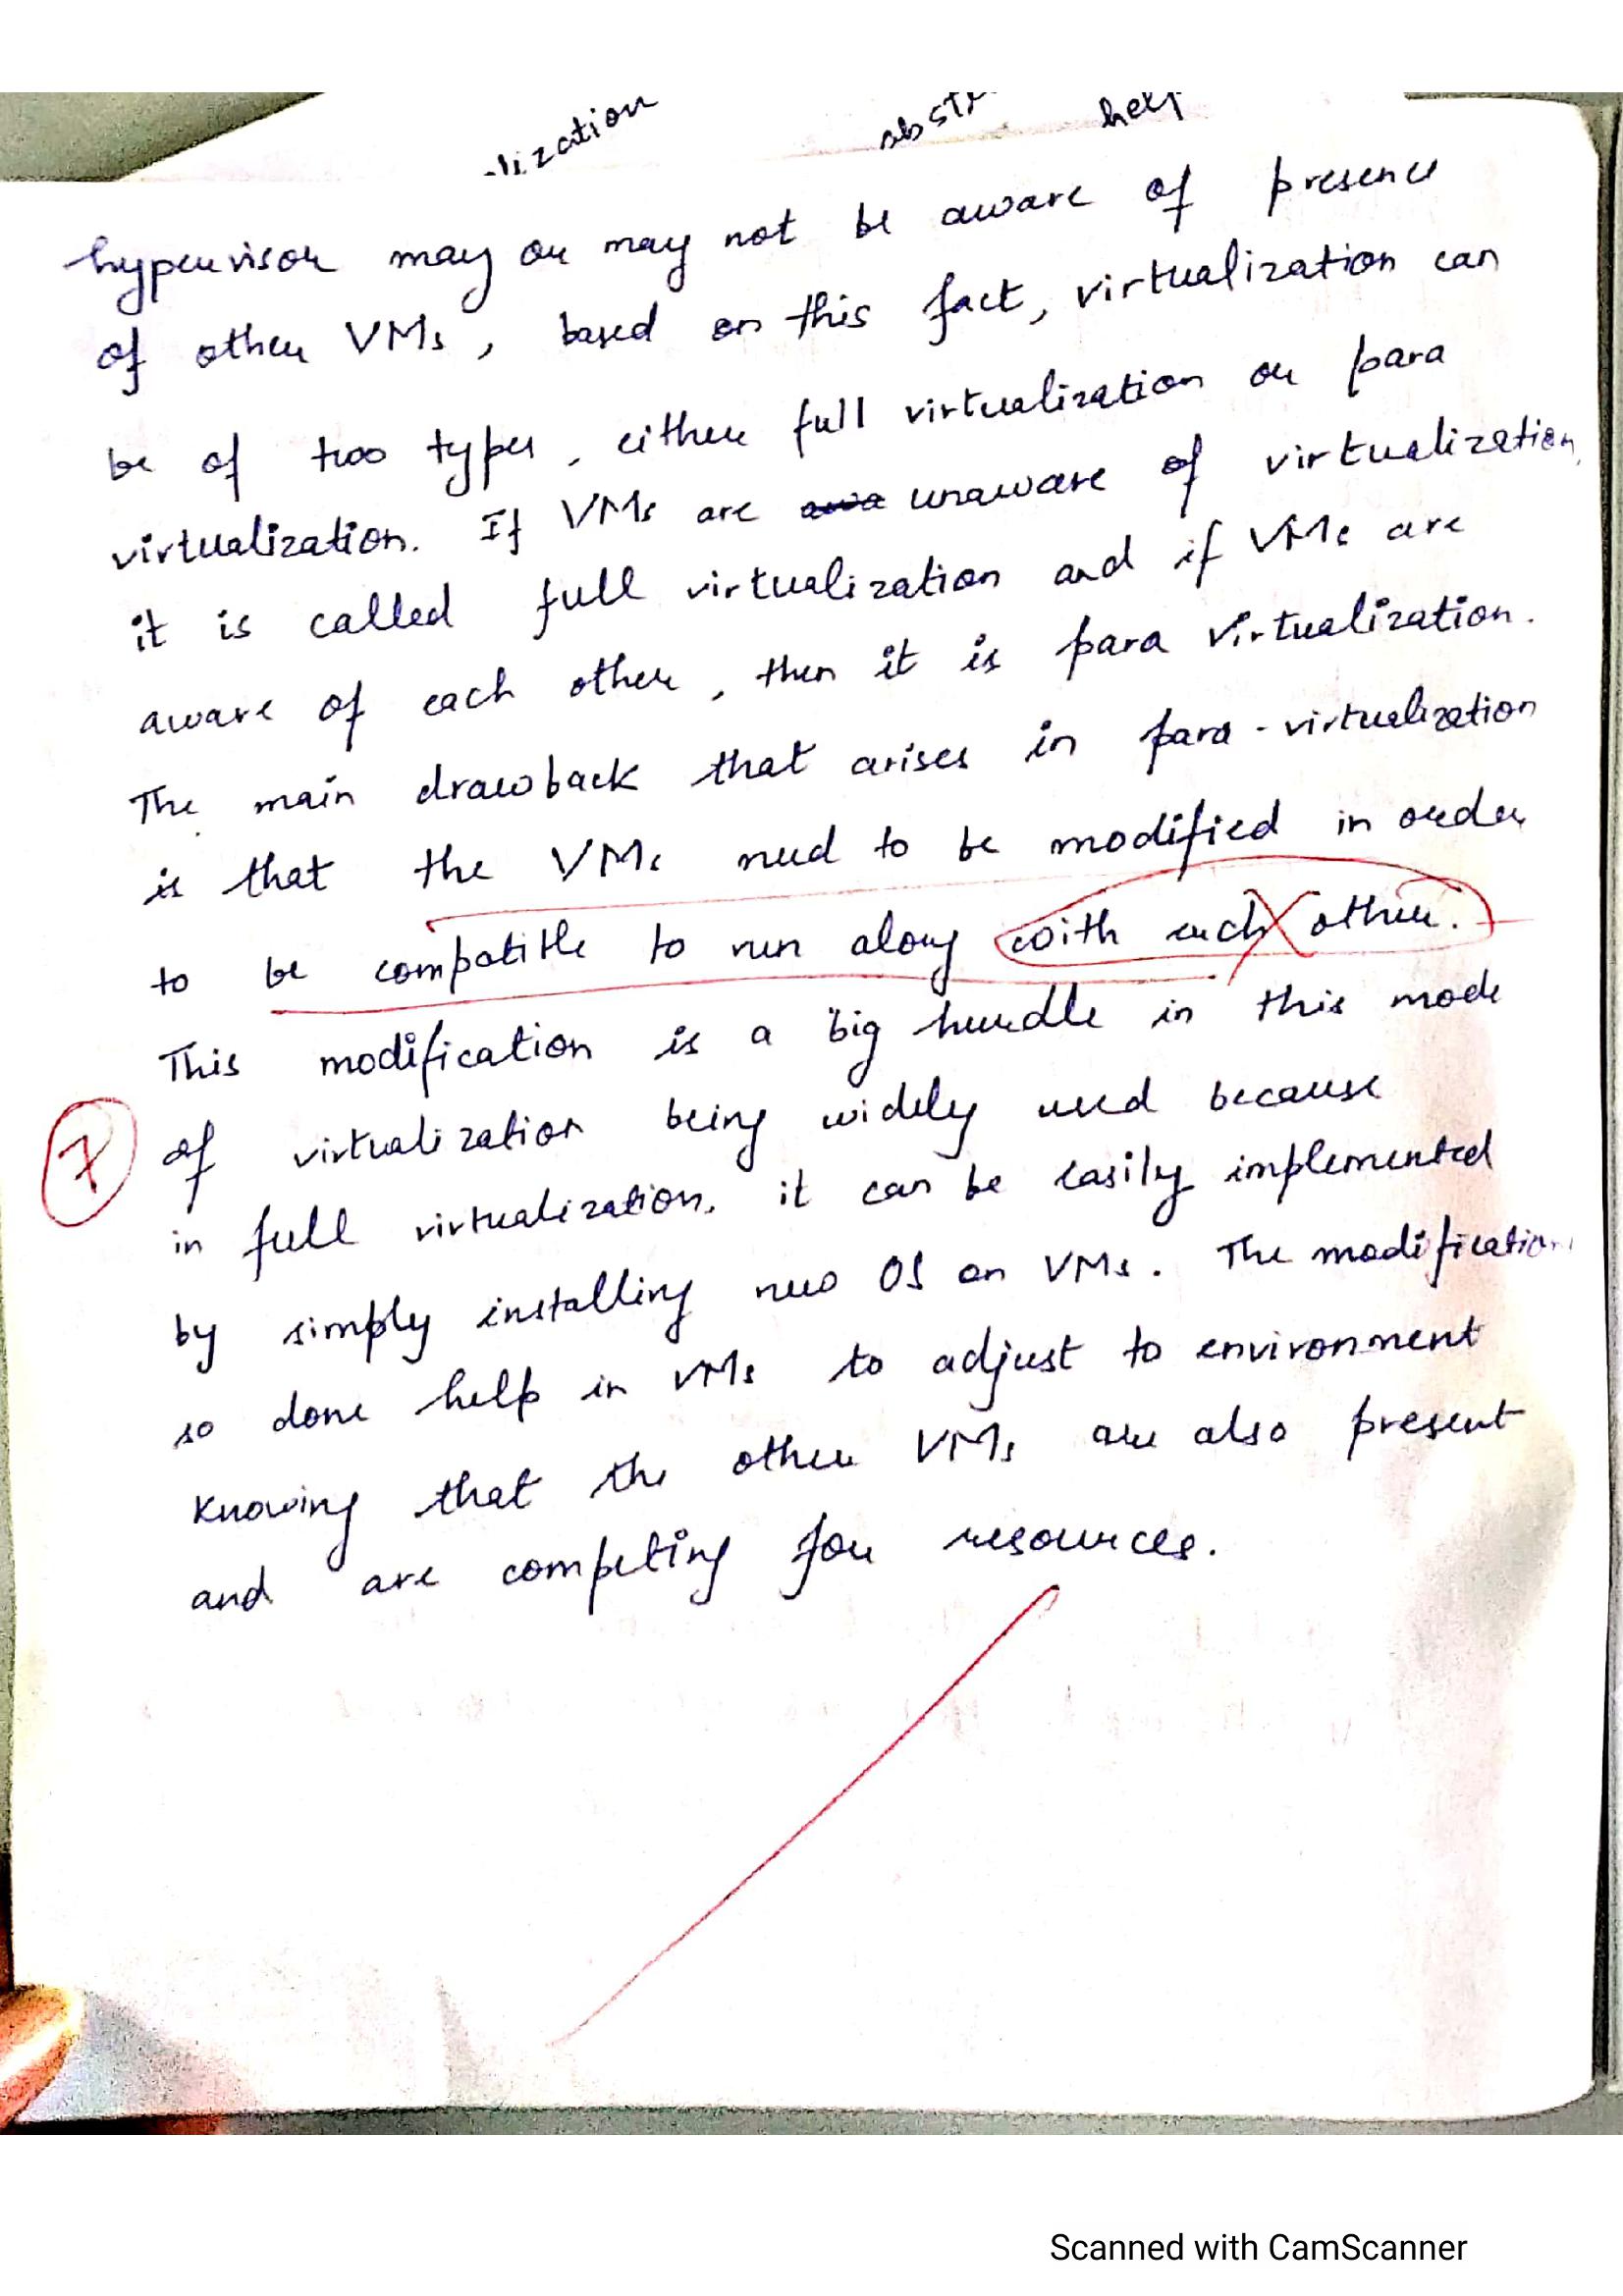 lization abstr help
hypervisor may or may not be aware of presence
of other VMs, based on this fact, virtualization can
be of two types, either full virtualization or para
virtualization. If VMs are awa unaware of virtualization,
it is called full virtualization and if VMs are
aware of each other, then it is para virtualization.
The main drawback that arises in para-virtualization
is that the VMs need to be modified in order
to be compatible to run along with each other.
This modification is a big hurdle in this mode
7 of virtualization being widely used because
in full virtualization, it can be easily implemented
by simply installing new OS on VMs. The modification
so done help in VMs to adjust to environment
knowing that the other VMs are also present
and are competing for resources.
Scanned with CamScanner